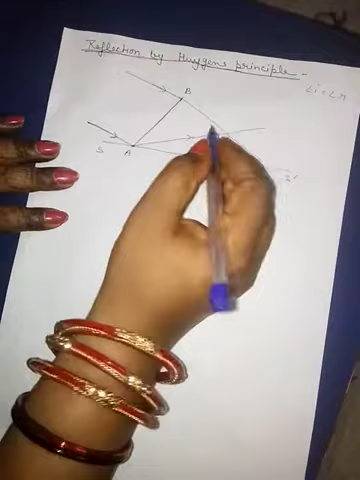 Reflection by Huygens principle -
∠i = ∠r
B
S A
S'